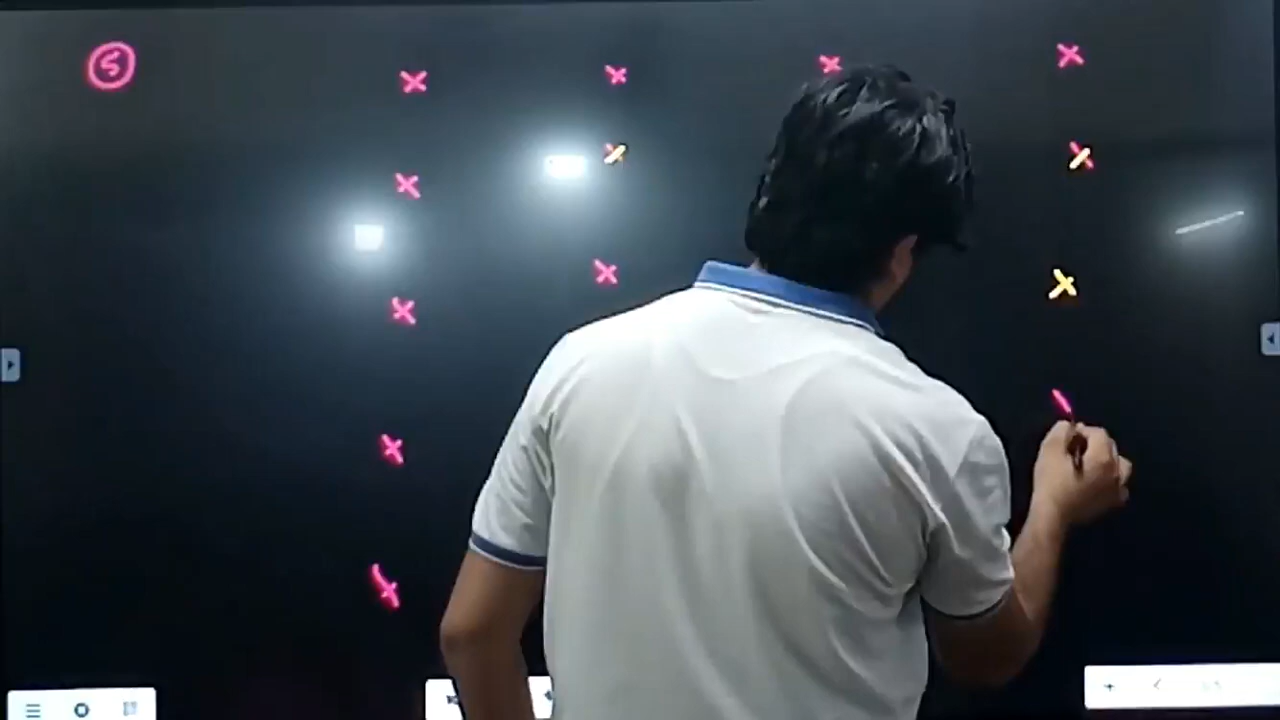 5
× × × ×
× × ×
× × ×
×